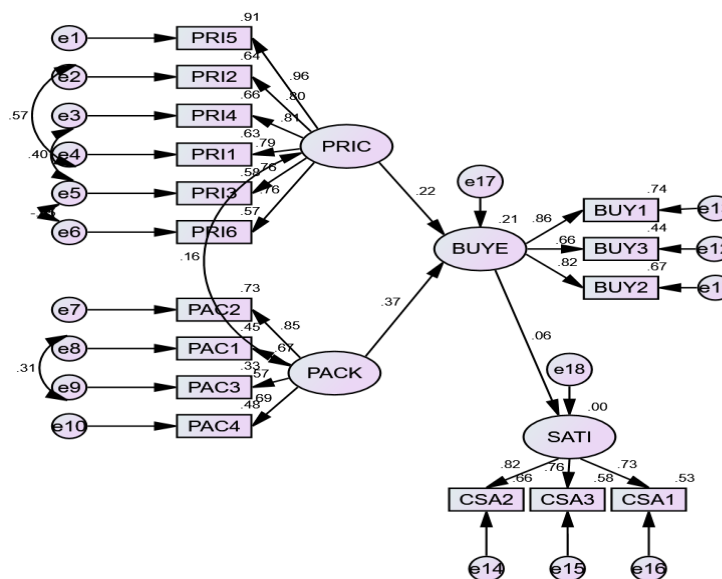 .91
e1 PRI5
.64
e2 PRI2 .96
.66 .80
e3 PRI4 .81
.57
.63 .79
.40 e4 PRI1 PRIC
.58 .76
e5 PRI3 .76
.57
e6 PRI6
.16
.22
e17
.21
BUYE
.86 .74
BUY1
.66 .44
BUY3
.82 .67
BUY2
.73
e7 PAC2 .85
.45
e8 PAC1 .67
.31 .33 .57
e9 PAC3 PACK
.48 .69
e10 PAC4
.37
.06
e18
.00
SATI
.82 .76 .73
.66 .58 .53
CSA2 CSA3 CSA1
e14 e15 e16